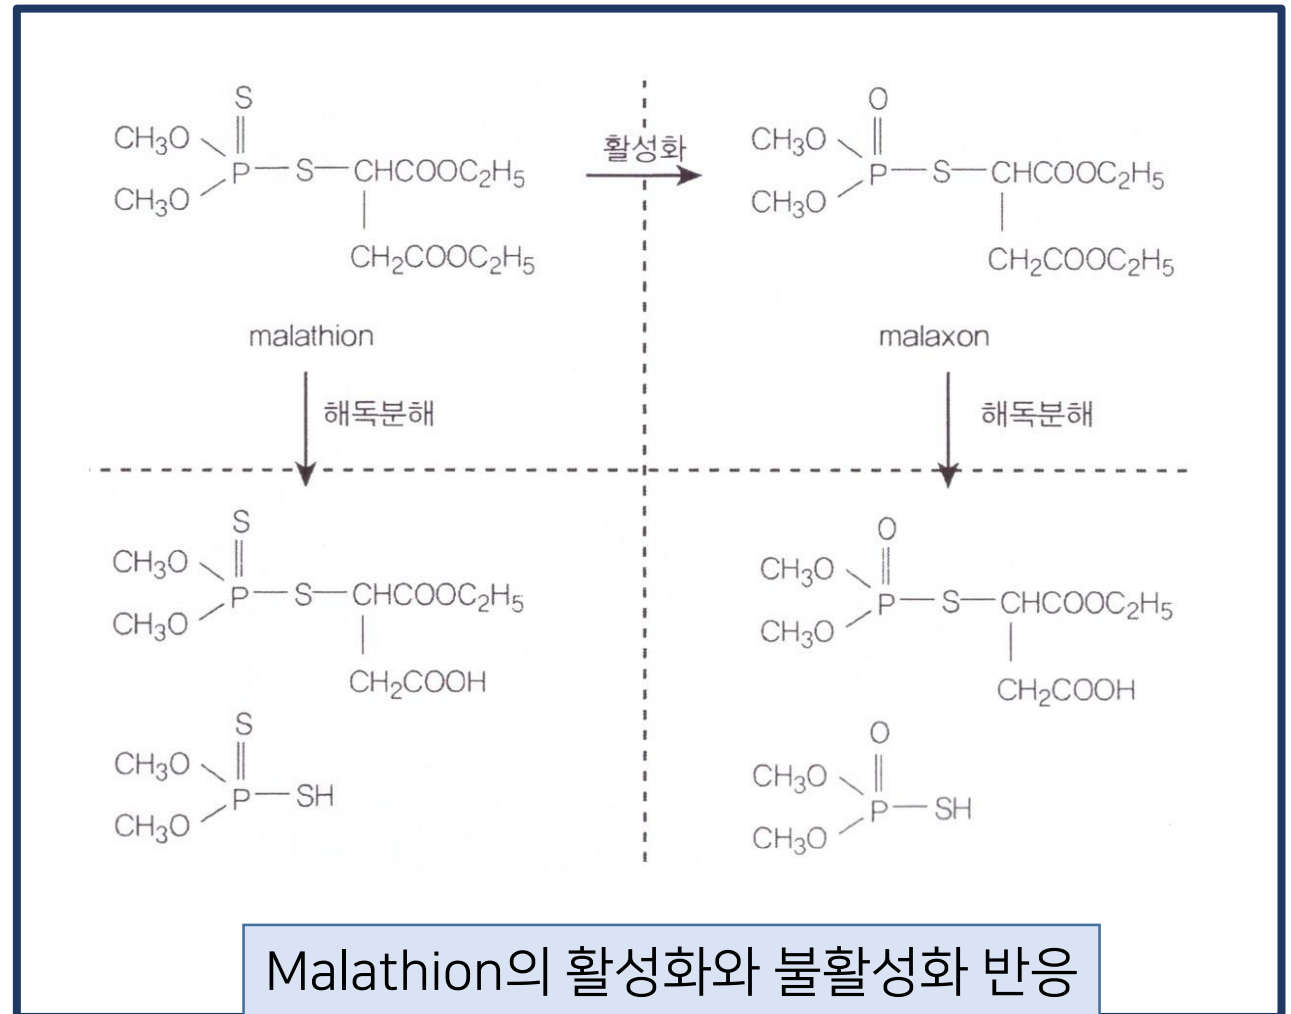 S
CH3O
P—S—CHCOOC2H5
CH3O
CH2COOC2H5
malathion
활성화
O
CH3O
P—S—CHCOOC2H5
CH3O
CH2COOC2H5
malaxon
해독분해
해독분해
S
CH3O
P—S—CHCOOC2H5
CH3O
CH2COOH
S
CH3O
P—SH
CH3O
O
CH3O
P—S—CHCOOC2H5
CH3O
CH2COOH
O
CH3O
P—SH
CH3O
Malathion의 활성화와 불활성화 반응